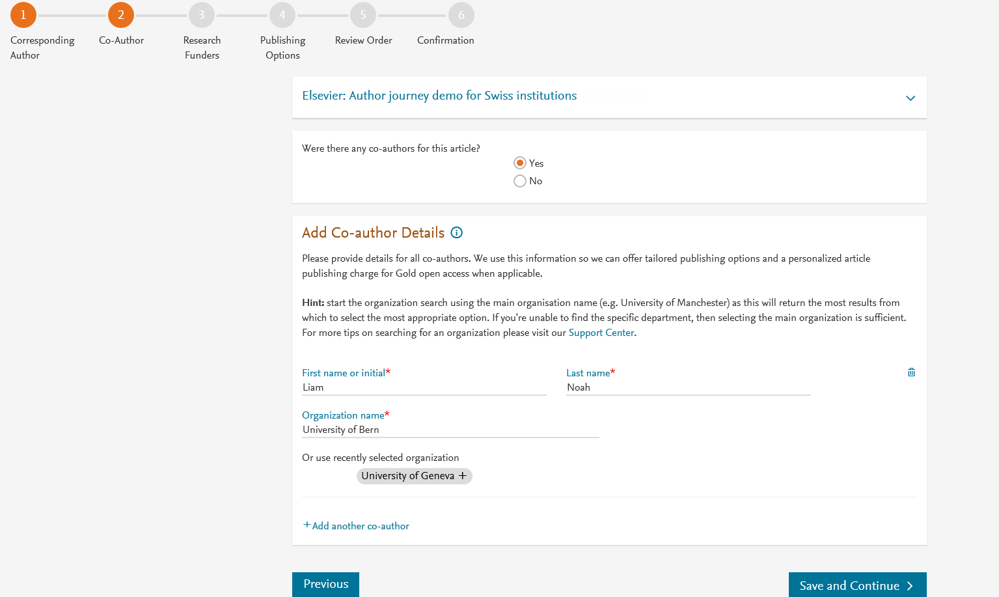 1
2
3
4
5
6
Corresponding
Author
Co-Author
Research
Funders
Publishing
Options
Review Order
Confirmation
Elsevier: Author journey demo for Swiss institutions
Were there any co-authors for this article?
Yes
No
Add Co-author Details
Please provide details for all co-authors. We use this information so we can offer tailored publishing options and a personalized article
publishing charge for Gold open access when applicable.
Hint: start the organization search using the main organisation name (e.g. University of Manchester) as this will return the most results from
which to select the most appropriate option. If you're unable to find the specific department, then selecting the main organization is sufficient.
For more tips on searching for an organization please visit our Support Center.
First name or initial* Last name*
Liam Noah
Organization name*
University of Bern
Or use recently selected organization
University of Geneva +
+Add another co-author
Previous
Save and Continue